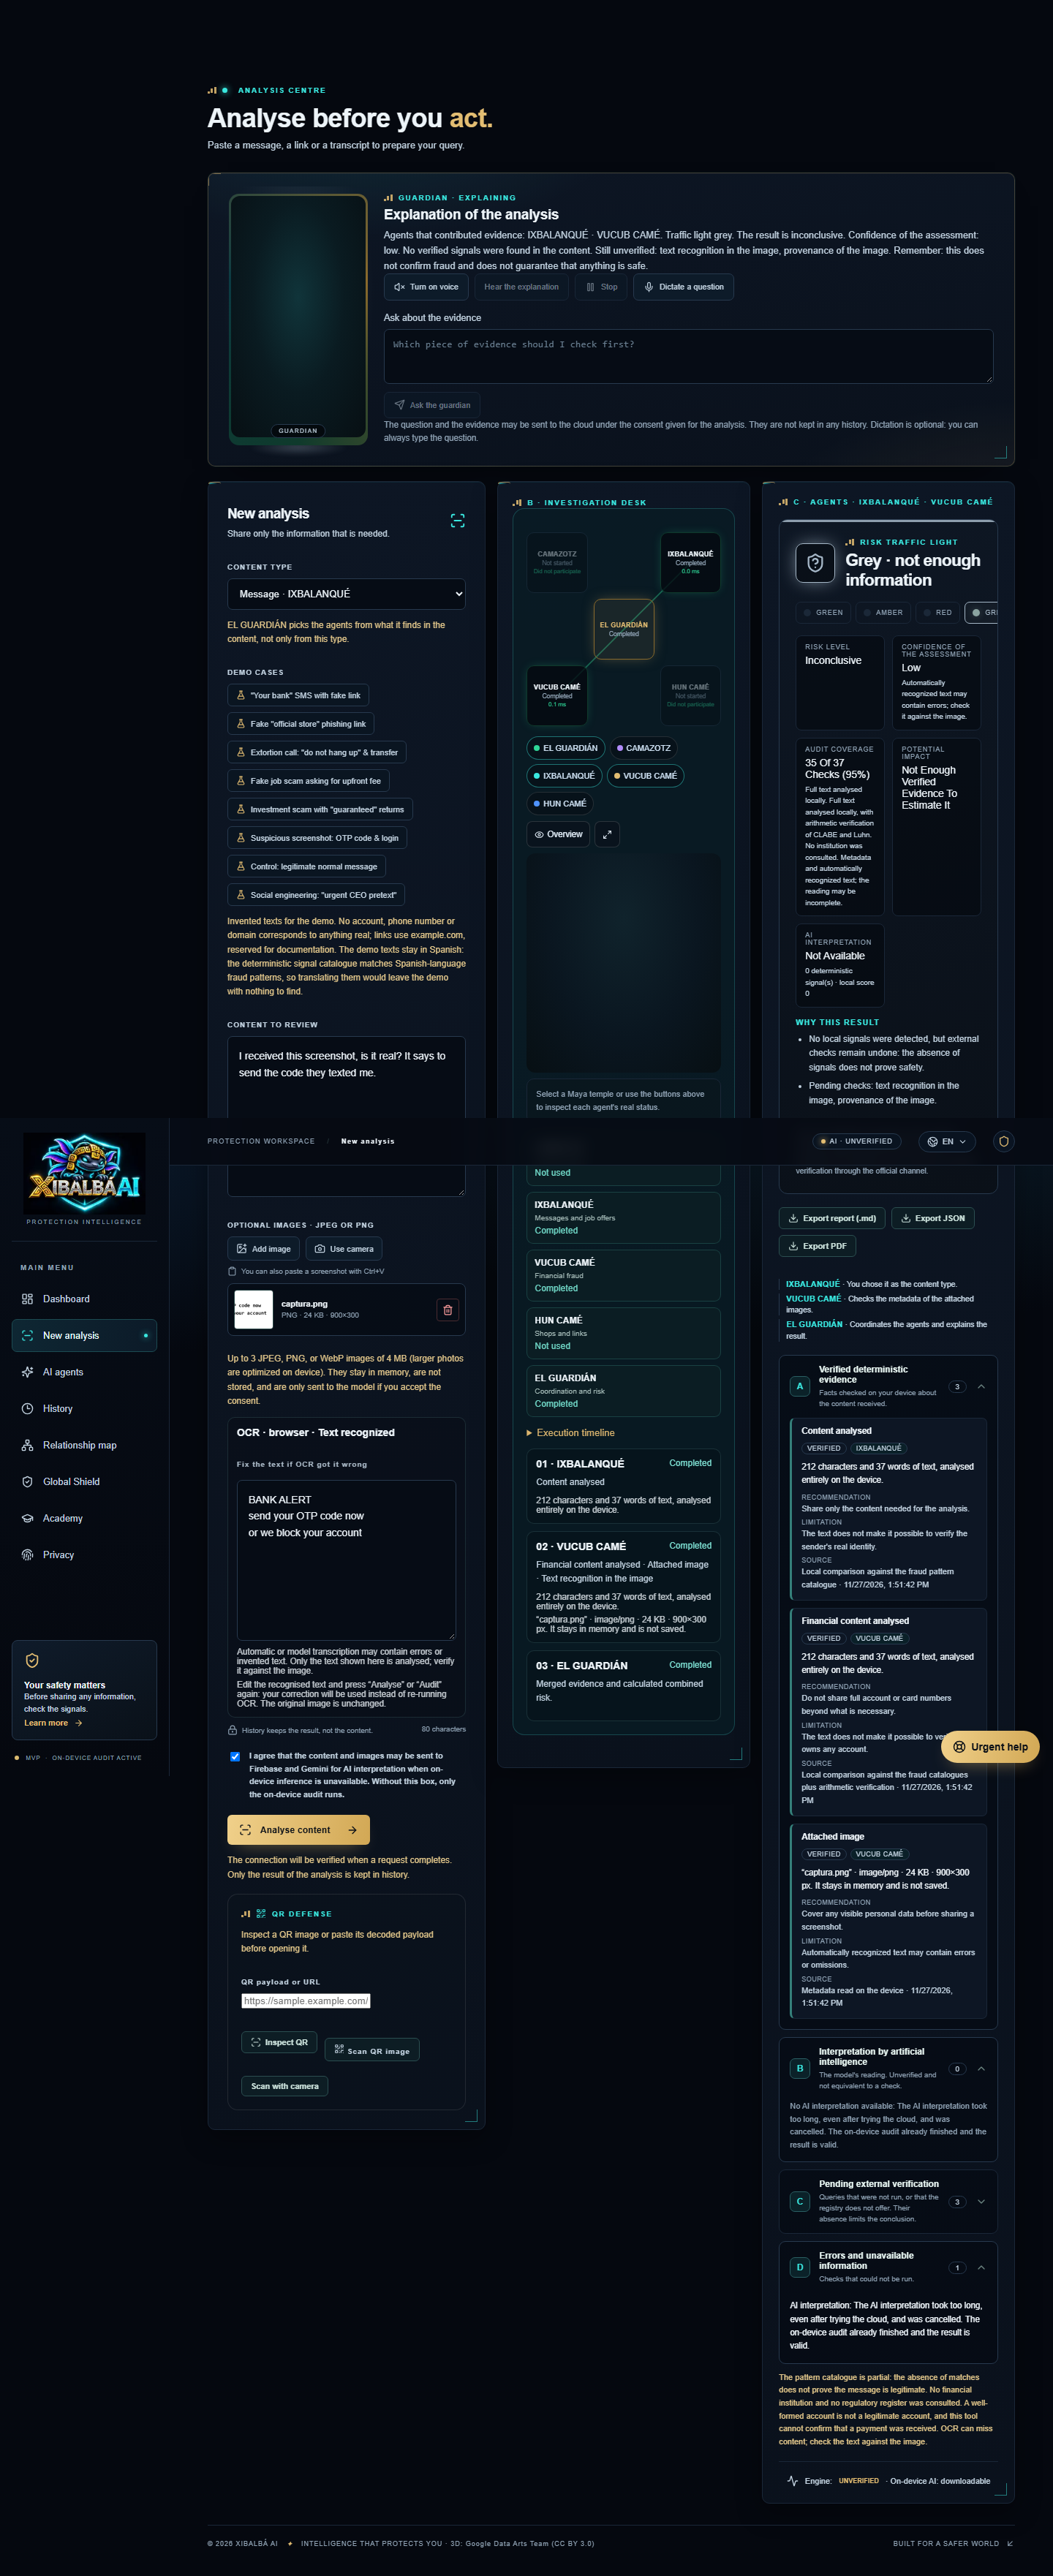 ANALYSIS CENTRE
Analyse before you act.
Paste a message, a link or a transcript to prepare your query.
GUARDIAN
GUARDIAN · EXPLAINING
Explanation of the analysis
Agents that contributed evidence: IXBALANQUÉ · VUCUB CAMÉ. Traffic light grey. The result is inconclusive. Confidence of the assessment:
low. No verified signals were found in the content. Still unverified: text recognition in the image, provenance of the image. Remember: this does
not confirm fraud and does not guarantee that anything is safe.
Turn on voice
Hear the explanation
Stop
Dictate a question
Ask about the evidence
Which piece of evidence should I check first?
Ask the guardian
The question and the evidence may be sent to the cloud under the consent given for the analysis. They are not kept in any history. Dictation is optional: you can
always type the question.
New analysis
Share only the information that is needed.
CONTENT TYPE
Message · IXBALANQUÉ
EL GUARDIÁN picks the agents from what it finds in the
content, not only from this type.
DEMO CASES
"Your bank" SMS with fake link
Fake "official store" phishing link
Extortion call: "do not hang up" & transfer
Fake job scam asking for upfront fee
Investment scam with "guaranteed" returns
Suspicious screenshot: OTP code & login
Control: legitimate normal message
Social engineering: "urgent CEO pretext"
Invented texts for the demo. No account, phone number or
domain corresponds to anything real; links use example.com,
reserved for documentation. The demo texts stay in Spanish:
the deterministic signal catalogue matches Spanish-language
fraud patterns, so translating them would leave the demo
with nothing to find.
CONTENT TO REVIEW
I received this screenshot, is it real? It says to
send the code they texted me.
B · INVESTIGATION DESK
CAMAZOTZ
Not started
Did not participate
IXBALANQUÉ
Completed
0.0 ms
EL GUARDIÁN
Completed
VUCUB CAMÉ
Completed
0.1 ms
HUN CAMÉ
Not started
Did not participate
EL GUARDIÁN
CAMAZOTZ
IXBALANQUÉ
VUCUB CAMÉ
HUN CAMÉ
Overview
Select a Maya temple or use the buttons above
to inspect each agent's real status.
C · AGENTS · IXBALANQUÉ · VUCUB CAMÉ
RISK TRAFFIC LIGHT
Grey · not enough
information
GREEN
AMBER
RED
RISK LEVEL
Inconclusive
CONFIDENCE OF
THE ASSESSMENT
Low
Automatically
recognized text may
contain errors; check
it against the image.
AUDIT COVERAGE
35 Of 37
Checks (95%)
Full text analysed
locally. Full text
analysed locally, with
arithmetic verification
of CLABE and Luhn.
No institution was
consulted. Metadata
and automatically
recognized text; the
reading may be
incomplete.
POTENTIAL
IMPACT
Not Enough
Verified
Evidence To
Estimate It
AI
INTERPRETATION
Not Available
0 deterministic
signal(s) · local score
0
WHY THIS RESULT
No local signals were detected, but external
checks remain undone: the absence of
signals does not prove safety.
Pending checks: text recognition in the
image, provenance of the image.
XIBALBÁ AI
PROTECTION INTELLIGENCE
PROTECTION WORKSPACE / New analysis
AI · UNVERIFIED
EN
MAIN MENU
Dashboard
New analysis
AI agents
History
Relationship map
Global Shield
Academy
Privacy
Your safety matters
Before sharing any information,
check the signals.
Learn more
MVP · ON-DEVICE AUDIT ACTIVE
OPTIONAL IMAGES · JPEG OR PNG
Add image
Use camera
You can also paste a screenshot with Ctrl+V
code now
our account
captura.png
PNG · 24 KB · 900×300
Up to 3 JPEG, PNG, or WebP images of 4 MB (larger photos
are optimized on device). They stay in memory, are not
stored, and are only sent to the model if you accept the
consent.
OCR · browser · Text recognized
Fix the text if OCR got it wrong
BANK ALERT
send your OTP code now
or we block your account
Automatic or model transcription may contain errors or
invented text. Only the text shown here is analysed; verify
it against the image.
Edit the recognised text and press "Analyse" or "Audit"
again: your correction will be used instead of re-running
OCR. The original image is unchanged.
History keeps the result, not the content.
80 characters
I agree that the content and images may be sent to
Firebase and Gemini for AI interpretation when on-
device inference is unavailable. Without this box, only
the on-device audit runs.
Analyse content
The connection will be verified when a request completes.
Only the result of the analysis is kept in history.
QR DEFENSE
Inspect a QR image or paste its decoded payload
before opening it.
QR payload or URL
https://sample.example.com/
Inspect QR
Scan QR image
Scan with camera
Not used
IXBALANQUÉ
Messages and job offers
Completed
VUCUB CAMÉ
Financial fraud
Completed
HUN CAMÉ
Shops and links
Not used
EL GUARDIÁN
Coordination and risk
Completed
Execution timeline
01 · IXBALANQUÉ
Completed
Content analysed
212 characters and 37 words of text, analysed
entirely on the device.
02 · VUCUB CAMÉ
Completed
Financial content analysed · Attached image
· Text recognition in the image
212 characters and 37 words of text, analysed
entirely on the device.
"captura.png" · image/png · 24 KB · 900×300
px. It stays in memory and is not saved.
03 · EL GUARDIÁN
Completed
Merged evidence and calculated combined
risk.
verification through the official channel.
Export report (.md)
Export JSON
Export PDF
IXBALANQUÉ · You chose it as the content type.
VUCUB CAMÉ · Checks the metadata of the attached
images.
EL GUARDIÁN · Coordinates the agents and explains the
result.
A
Verified deterministic
evidence
Facts checked on your device about
the content received.
3
Content analysed
VERIFIED
IXBALANQUÉ
212 characters and 37 words of text, analysed
entirely on the device.
RECOMMENDATION
Share only the content needed for the analysis.
LIMITATION
The text does not make it possible to verify the
sender's real identity.
SOURCE
Local comparison against the fraud pattern
catalogue · 11/27/2026, 1:51:42 PM
Financial content analysed
VERIFIED
VUCUB CAMÉ
212 characters and 37 words of text, analysed
entirely on the device.
RECOMMENDATION
Do not share full account or card numbers
beyond what is necessary.
LIMITATION
The text does not make it possible to
owns any account.
SOURCE
Local comparison against the fraud catalogues
plus arithmetic verification · 11/27/2026, 1:51:42
PM
Urgent help
Attached image
VERIFIED
VUCUB CAMÉ
"captura.png" · image/png · 24 KB · 900×300
px. It stays in memory and is not saved.
RECOMMENDATION
Cover any visible personal data before sharing a
screenshot.
LIMITATION
Automatically recognized text may contain errors
or omissions.
SOURCE
Metadata read on the device · 11/27/2026,
1:51:42 PM
B
Interpretation by artificial
intelligence
The model's reading. Unverified and
not equivalent to a check.
0
No AI interpretation available: The AI interpretation took
too long, even after trying the cloud, and was
cancelled. The on-device audit already finished and the
result is valid.
C
Pending external verification
Queries that were not run, or that the
registry does not offer. Their
absence limits the conclusion.
3
D
Errors and unavailable
information
Checks that could not be run.
1
AI interpretation: The AI interpretation took too long,
even after trying the cloud, and was cancelled. The
on-device audit already finished and the result is
valid.
The pattern catalogue is partial: the absence of matches
does not prove the message is legitimate. No financial
institution and no regulatory register was consulted. A well-
formed account is not a legitimate account, and this tool
cannot confirm that a payment was received. OCR can miss
content; check the text against the image.
Engine: UNVERIFIED · On-device AI: downloadable
© 2026 XIBALBÁ AI ✦ INTELLIGENCE THAT PROTECTS YOU · 3D: Google Data Arts Team (CC BY 3.0)
BUILT FOR A SAFER WORLD